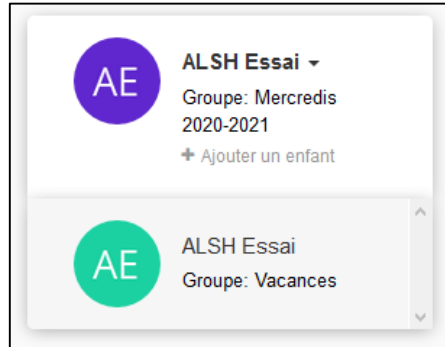 AE
ALSH Essai
Groupe: Mercredis
2020-2021
+ Ajouter un enfant
AE
ALSH Essai
Groupe: Vacances